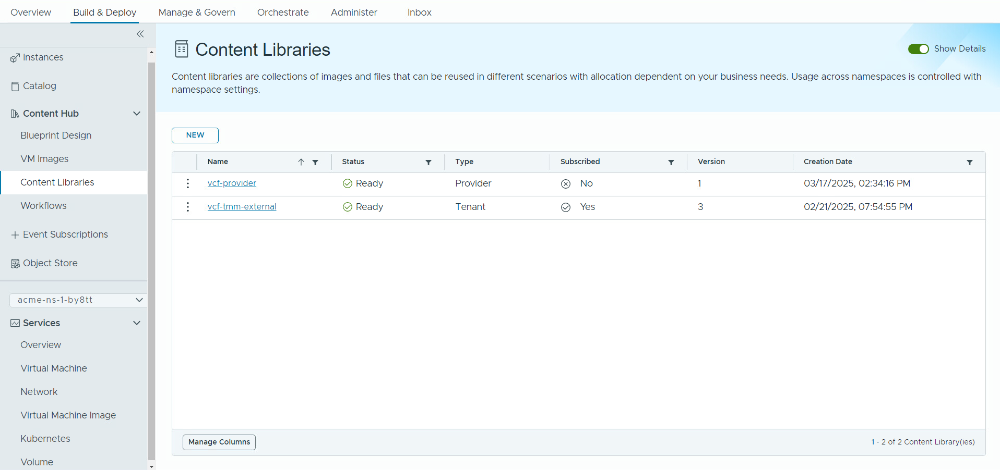 Overview Build & Deploy Manage & Govern Orchestrate Administer Inbox
Instances
Catalog
Content Hub
Blueprint Design
VM Images
Content Libraries
Workflows
Event Subscriptions
Object Store
acme-ns-1-by8tt
Services
Overview
Virtual Machine
Network
Virtual Machine Image
Kubernetes
Volume
Content Libraries
Show Details
Content libraries are collections of images and files that can be reused in different scenarios with allocation dependent on your business needs. Usage across namespaces is controlled with
namespace settings.
NEW
Name Status Type Subscribed Version Creation Date
vcf-provider Ready Provider No 1 03/17/2025, 02:34:16 PM
vcf-tmm-external Ready Tenant Yes 3 02/21/2025, 07:54:55 PM
Manage Columns 1 - 2 of 2 Content Library(ies)